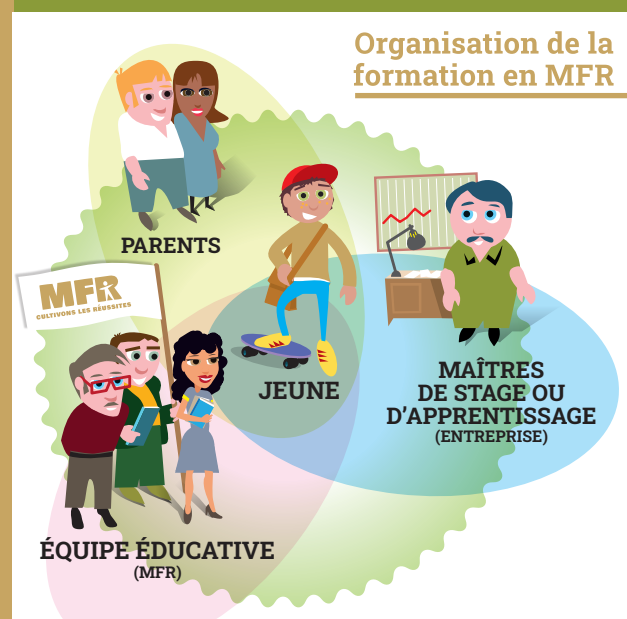 Organisation de la
formation en MFR
PARENTS
MFR
CULTIVONS LES RÉUSSITES
JEUNE
MAÎTRES
DE STAGE OU
D'APPRENTISSAGE
(ENTREPRISE)
ÉQUIPE ÉDUCATIVE
(MFR)